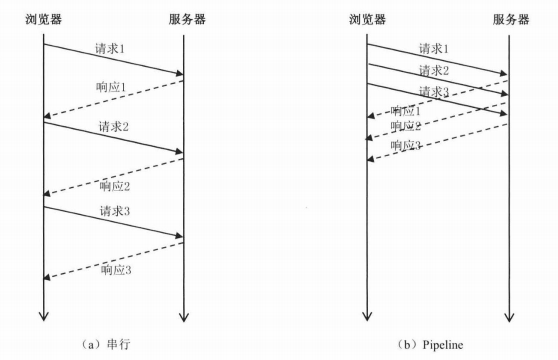 浏览器
服务器
请求1
响应1
请求2
响应2
请求3
响应3
(a) 串行
浏览器
服务器
请求1
请求2
请求3
响应1
响应2
响应3
(b) Pipeline